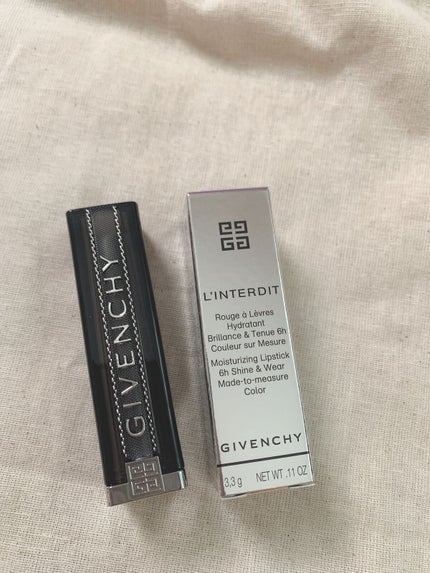 GIVENCHY
L'INTERDIT
Rouge à Lèvres
Hydratant
Brillance & Tenue 6h
Couleur sur Mesure
Moisturizing Lipstick
6h Shine & Wear
Made-to-measure
Color
GIVENCHY
3,3 g NET WT .11 OZ